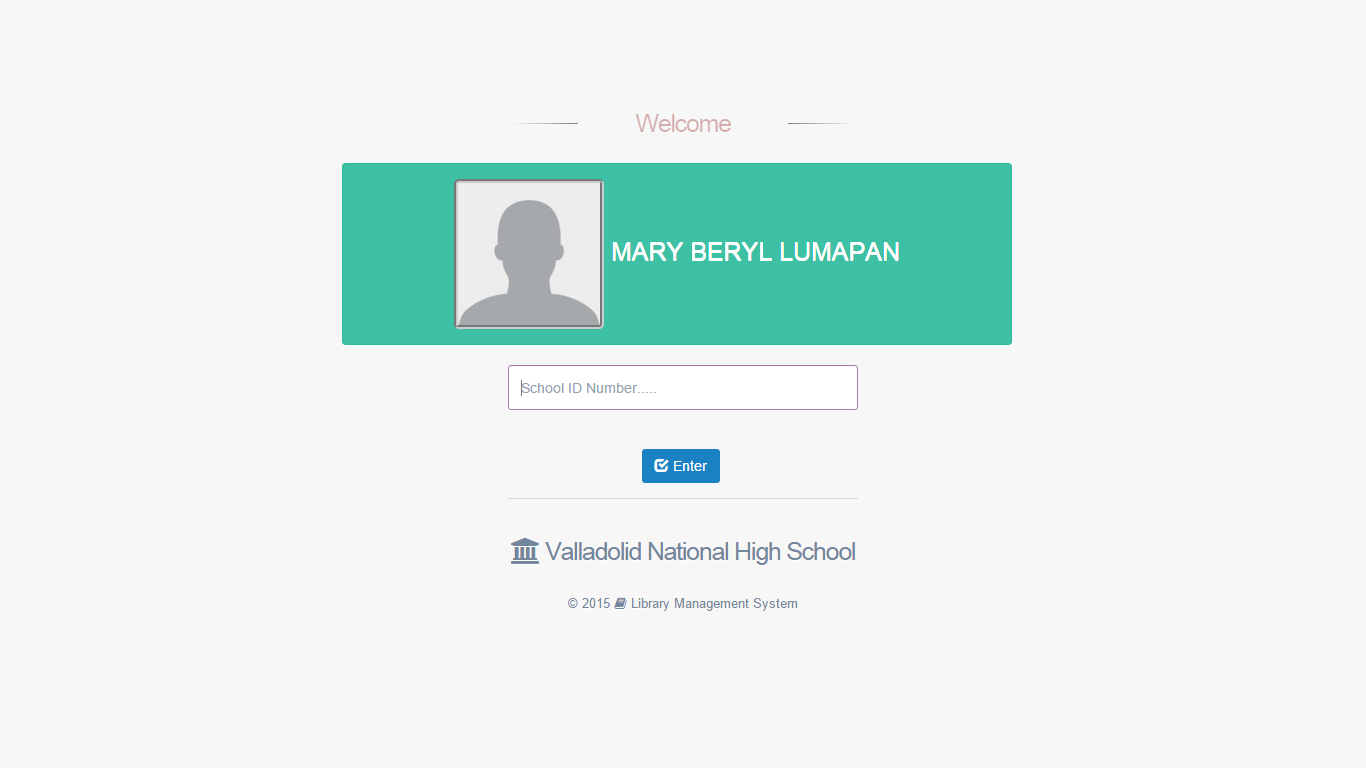 Welcome
MARY BERYL LUMAPAN
School ID Number.....
Enter
Valladolid National High School
© 2015 Library Management System